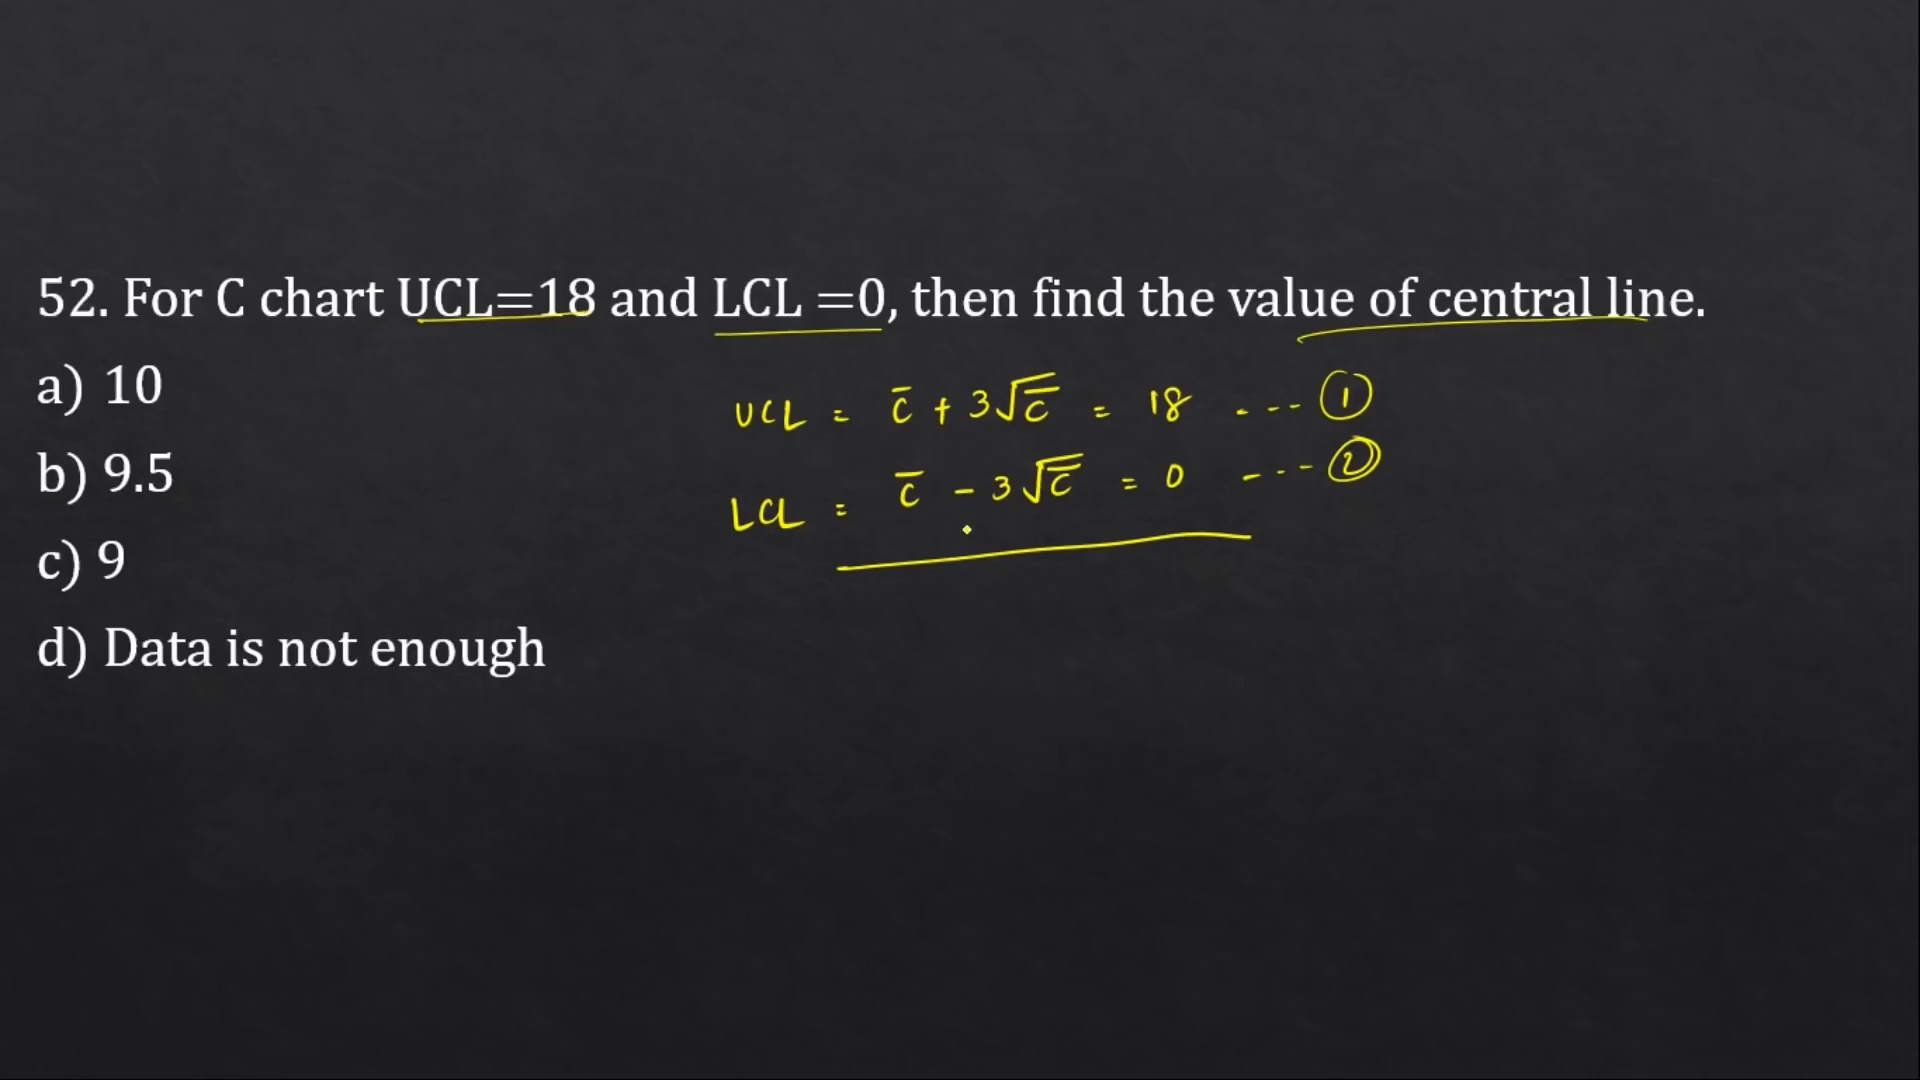 52. For C chart UCL=18 and LCL =0, then find the value of central line.
a) 10
UCL = c̄ + 3√c̄ = 18 ---- ①
b) 9.5
LCL = c̄ - 3√c̄ = 0 ---- ②
c) 9
d) Data is not enough